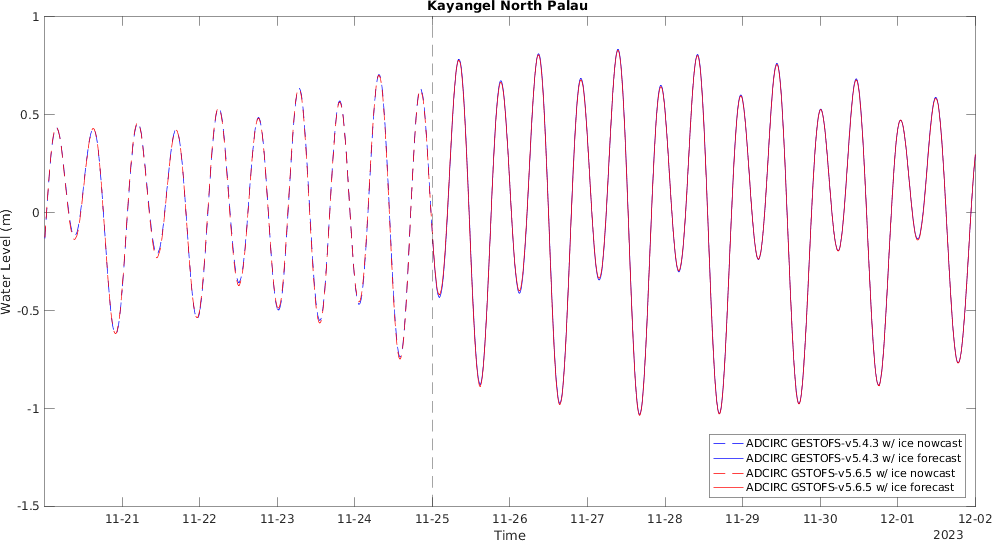 Kayangel North Palau
1
0.5
0
-0.5
-1
-1.5
Water Level (m)
11-21
11-22
11-23
11-24
11-25
11-26
11-27
11-28
11-29
11-30
12-01
12-02
Time
2023
ADCIRC GESTOFS-v5.4.3 w/ ice nowcast
ADCIRC GESTOFS-v5.4.3 w/ ice forecast
ADCIRC GSTOFS-v5.6.5 w/ ice nowcast
ADCIRC GSTOFS-v5.6.5 w/ ice forecast